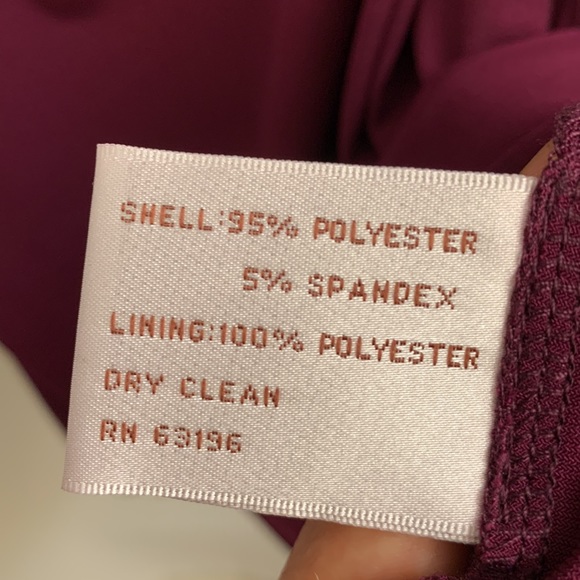 SHELL:95% POLYESTER
5% SPANDEX
LINING:100% POLYESTER
DRY CLEAN
RN 63196